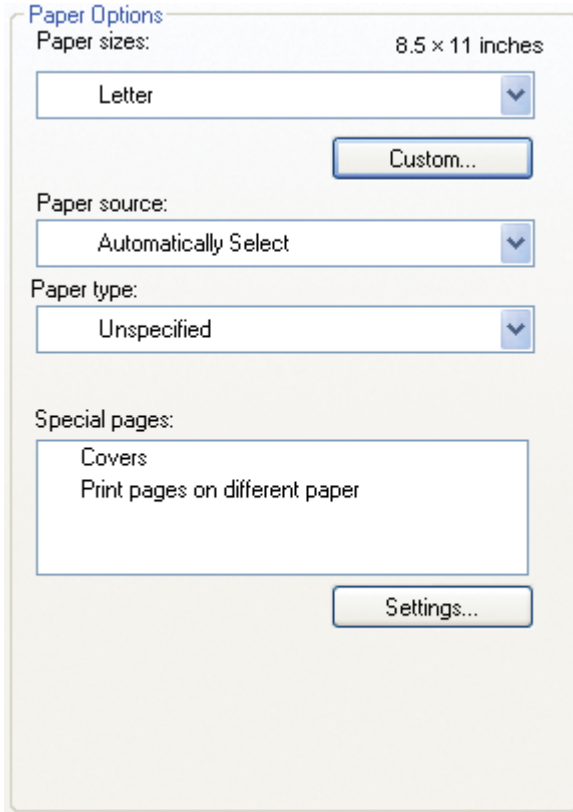 Paper Options
Paper sizes: 8.5 × 11 inches
Letter
Custom...
Paper source:
Automatically Select
Paper type:
Unspecified
Special pages:
Covers
Print pages on different paper
Settings...